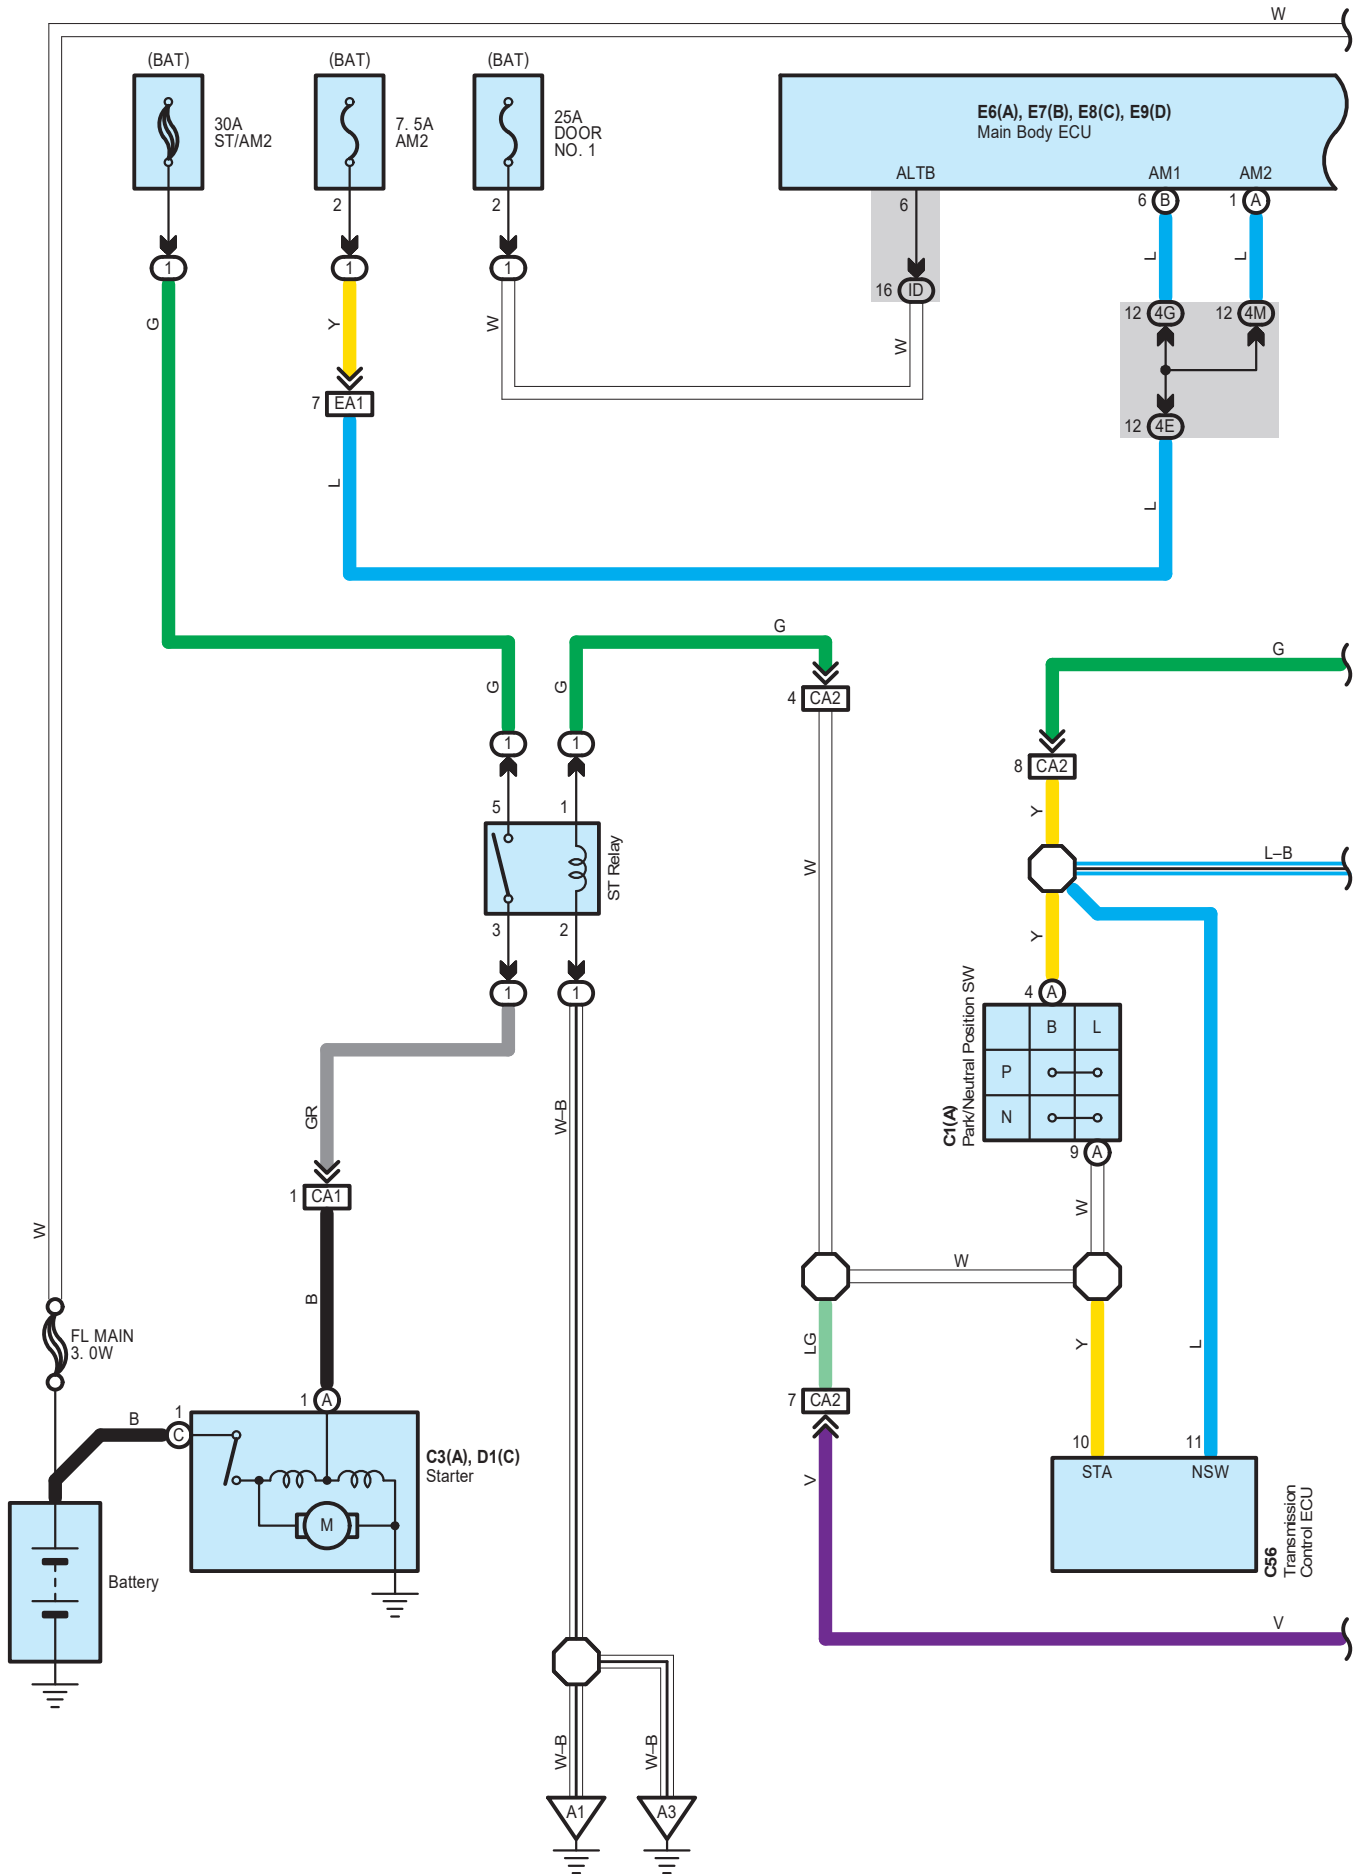 W
(BAT)
(BAT)
(BAT)
30A
ST/AM2
7. 5A
AM2
25A
DOOR
NO. 1
E6(A), E7(B), E8(C), E9(D)
Main Body ECU
ALTB
AM1
AM2
2
2
6
6 B
1 A
L
L
1
1
1
16 ID
12 4G
12 4M
G
Y
W
W
7 EA1
12 4E
L
L
G
G
G
G
4 CA2
1
1
8 CA2
5
1
Y
ST Relay
W
L–B
3
2
Y
1
1
4 A
C1(A)
Park/Neutral Position SW
B L
P
N
GR
W–B
9 A
1 CA1
W
W
W
B
FL MAIN
3. 0W
LG
Y
L
1 A
7 CA2
B
1
C
C3(A), D1(C)
Starter
M
10
11
STA
NSW
V
C56
Transmission
Control ECU
Battery
V
W–B
W–B
A1
A3